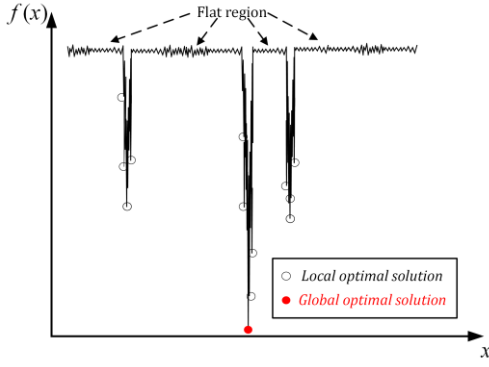 f(x)
Flat region
Local optimal solution
Global optimal solution
x